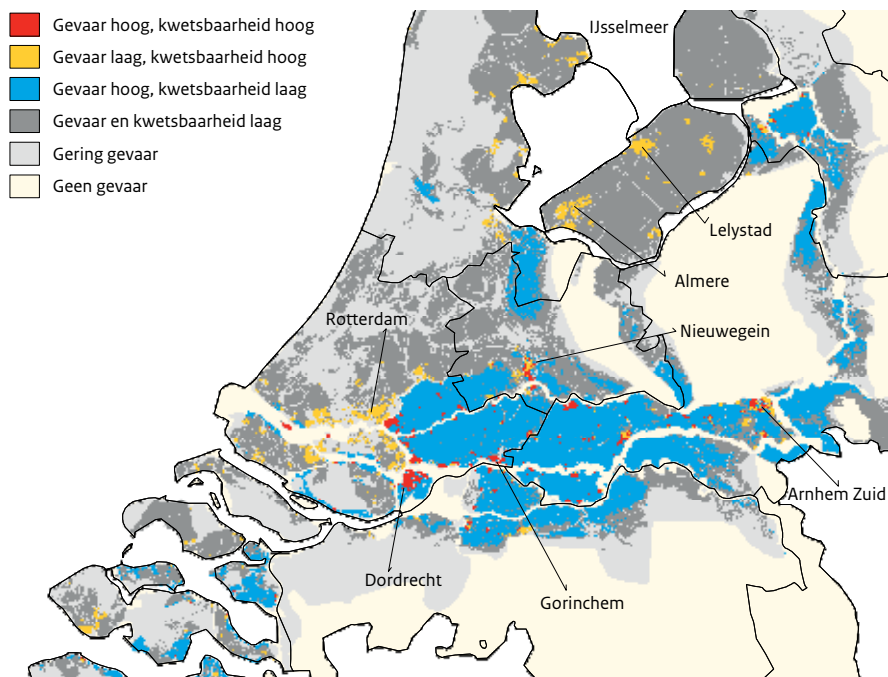 Gevaar hoog, kwetsbaarheid hoog
Gevaar laag, kwetsbaarheid hoog
Gevaar hoog, kwetsbaarheid laag
Gevaar en kwetsbaarheid laag
Gering gevaar
Geen gevaar
IJsselmeer
Lelystad
Almere
Rotterdam
Nieuwegein
Arnhem Zuid
Dordrecht
Gorinchem